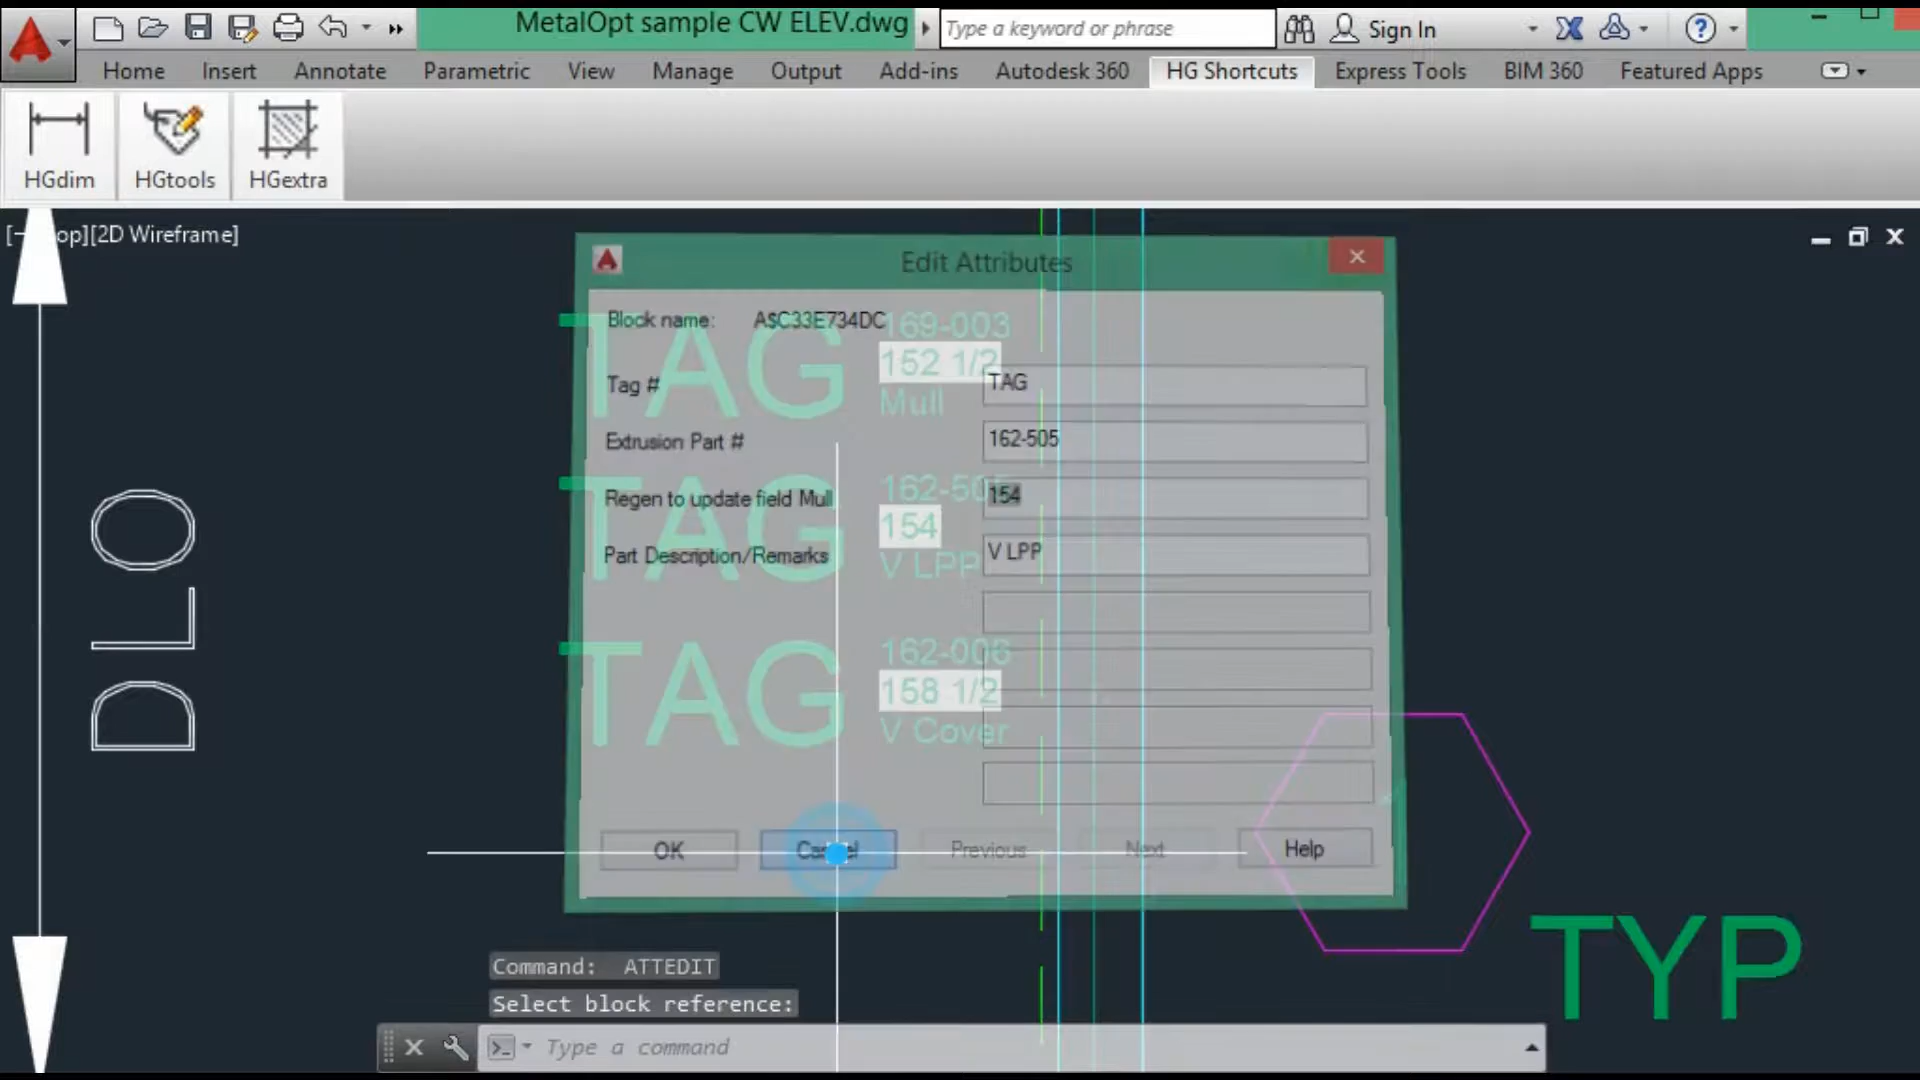 MetalOpt sample CW ELEV.dwg
Type a keyword or phrase
Sign In
Home Insert Annotate Parametric View Manage Output Add-ins Autodesk 360 HG Shortcuts Express Tools BIM 360 Featured Apps
HGdim HGtools HGextra
op][2D Wireframe]
Edit Attributes
Block name: A$C33E734DC
Tag # TAG
Extrusion Part # 162-505
Regen to update field Mull 154
Part Description/Remarks V LPP
TAG
169-003
152 1/2
Mull
TAG
162-505
154
V LPP
TAG
162-006
158 1/2
V Cover
OK Cancel Previous Next Help
DLO
TYP
Command: ATTEDIT
Select block reference:
Type a command